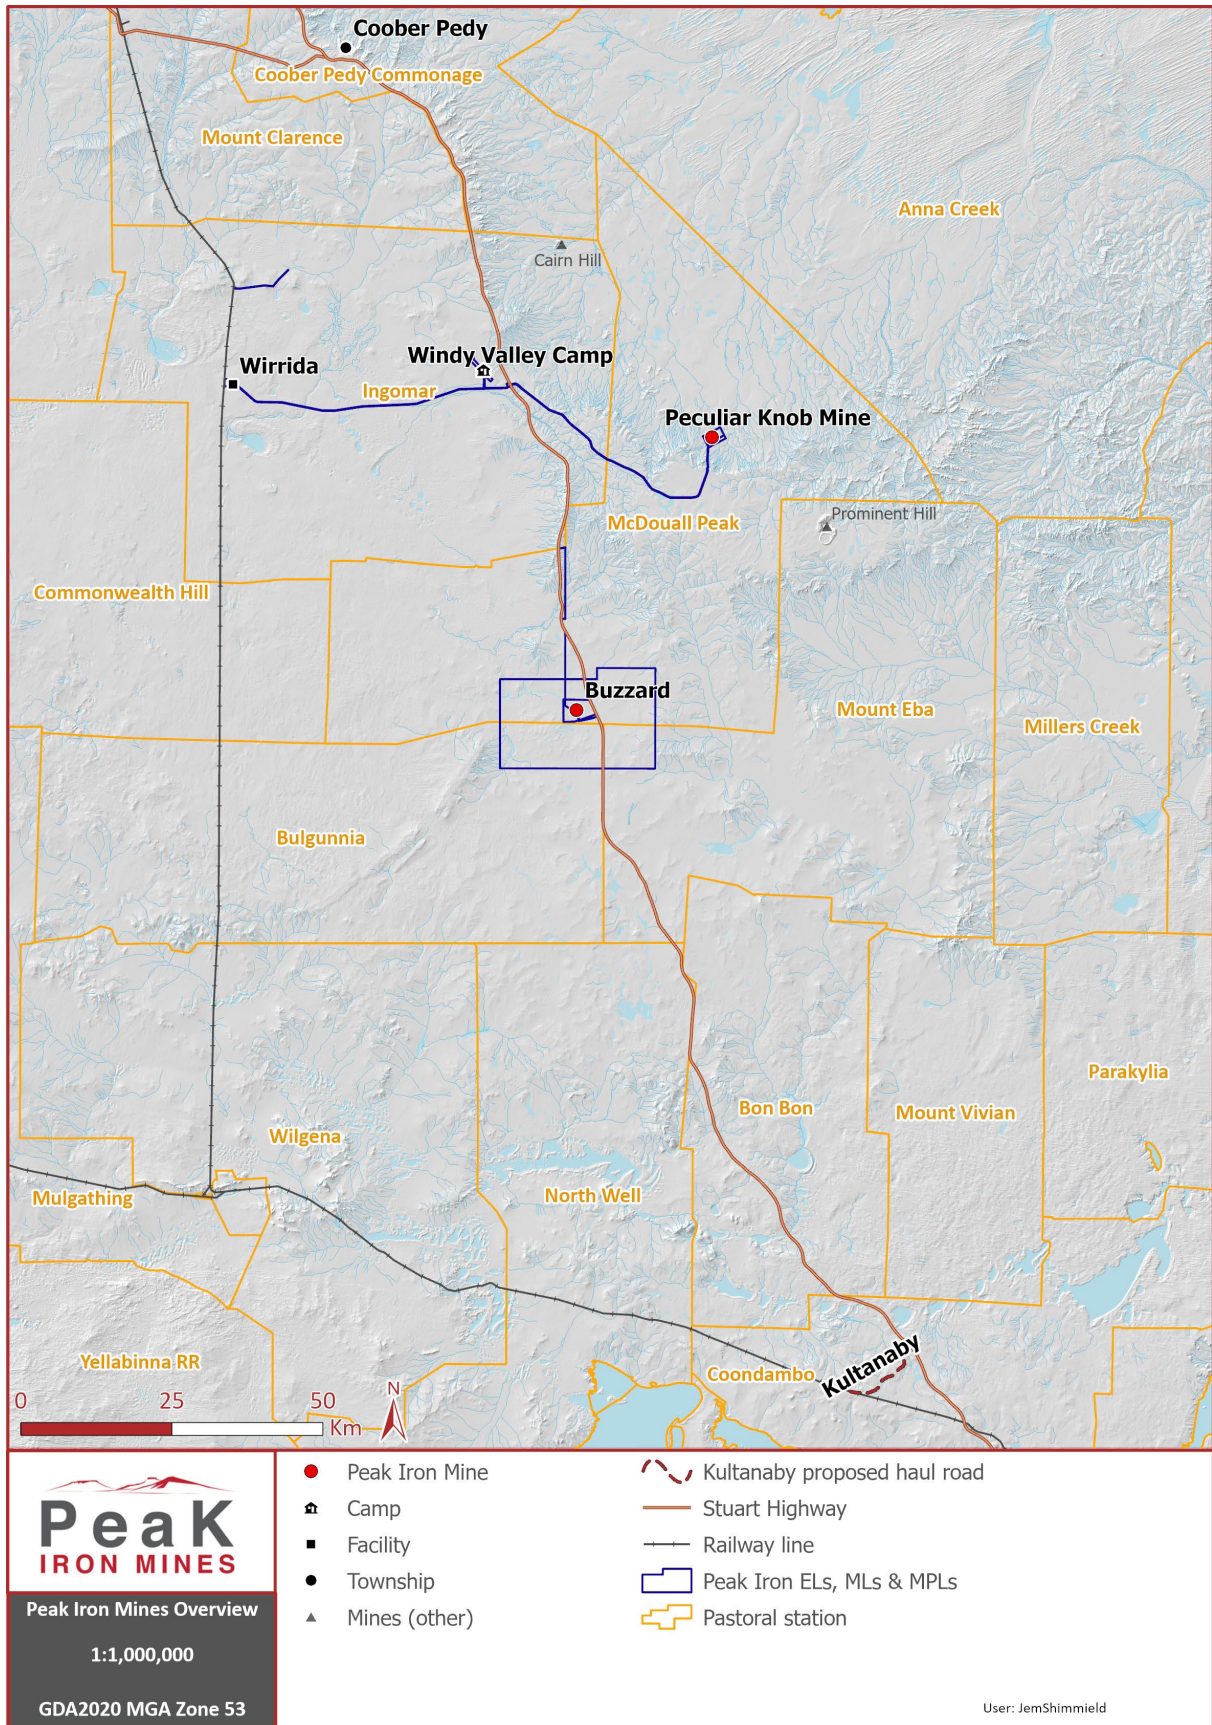 Coober Pedy
Coober Pedy Commonage
Mount Clarence
Anna Creek
Cairn Hill
Windy Valley Camp
Wirrida
Ingomar
Peculiar Knob Mine
Prominent Hill
McDouall Peak
Commonwealth Hill
Buzzard
Mount Eba
Millers Creek
Bulgunnia
Parakylia
Bon Bon
Mount Vivian
Wilgena
North Well
Mulgathing
Yellabinna RR
Coondambo
Kultanaby
0 25 50
Km
N
PeaK
IRON MINES
Peak Iron Mines Overview
1:1,000,000
GDA2020 MGA Zone 53
Peak Iron Mine
Camp
Facility
Township
Mines (other)
Kultanaby proposed haul road
Stuart Highway
Railway line
Peak Iron ELs, MLs & MPLs
Pastoral station
User: JemShimmield